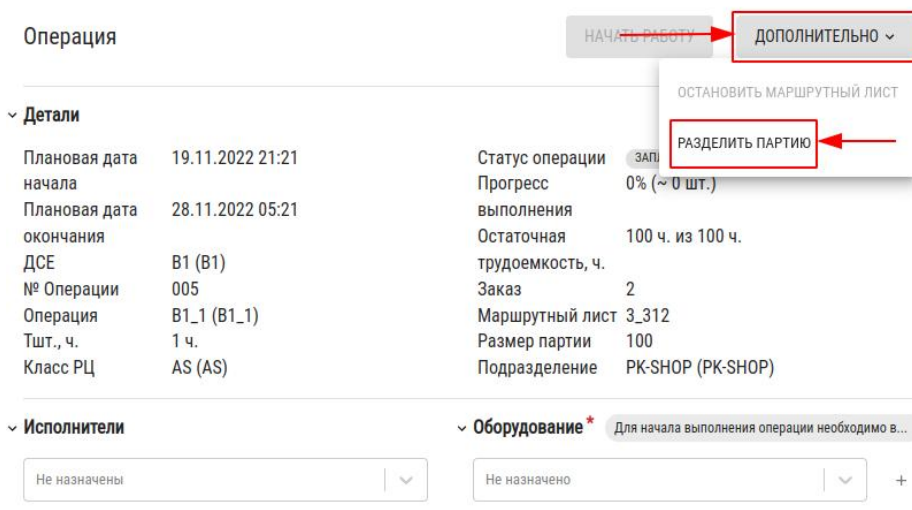 Операция
НАЧАТЬ РАБОТУ
ДОПОЛНИТЕЛЬНО
ОСТАНОВИТЬ МАРШРУТНЫЙ ЛИСТ
РАЗДЕЛИТЬ ПАРТИЮ
Детали
Плановая дата начала 19.11.2022 21:21
Плановая дата окончания 28.11.2022 05:21
ДСЕ B1 (B1)
№ Операции 005
Операция B1_1 (B1_1)
Тшт., ч. 1 ч.
Класс РЦ AS (AS)
Статус операции
Прогресс выполнения 0% (~ 0 шт.)
Остаточная трудоемкость, ч. 100 ч. из 100 ч.
Заказ 2
Маршрутный лист 3_312
Размер партии 100
Подразделение PK-SHOP (PK-SHOP)
Исполнители
Не назначены
Оборудование * Для начала выполнения операции необходимо в...
Не назначено +